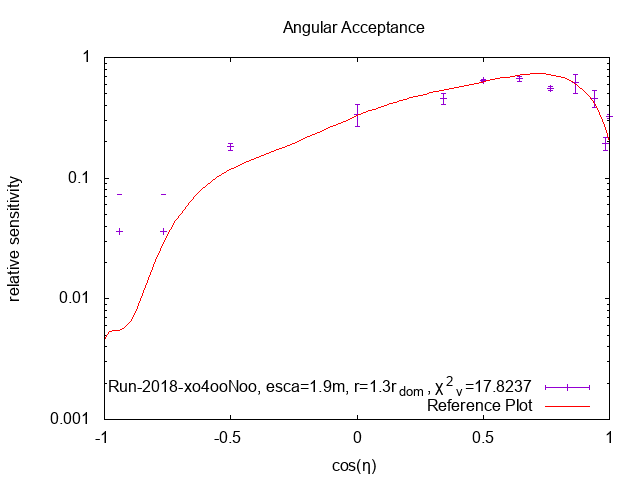 Angular Acceptance
relative sensitivity
1
0.1
0.01
0.001
Run-2018-xo4ooNoo, esca=1.9m, r=1.3r_dom, χ²_ν=17.8237
Reference Plot
-1 -0.5 0 0.5 1
cos(η)